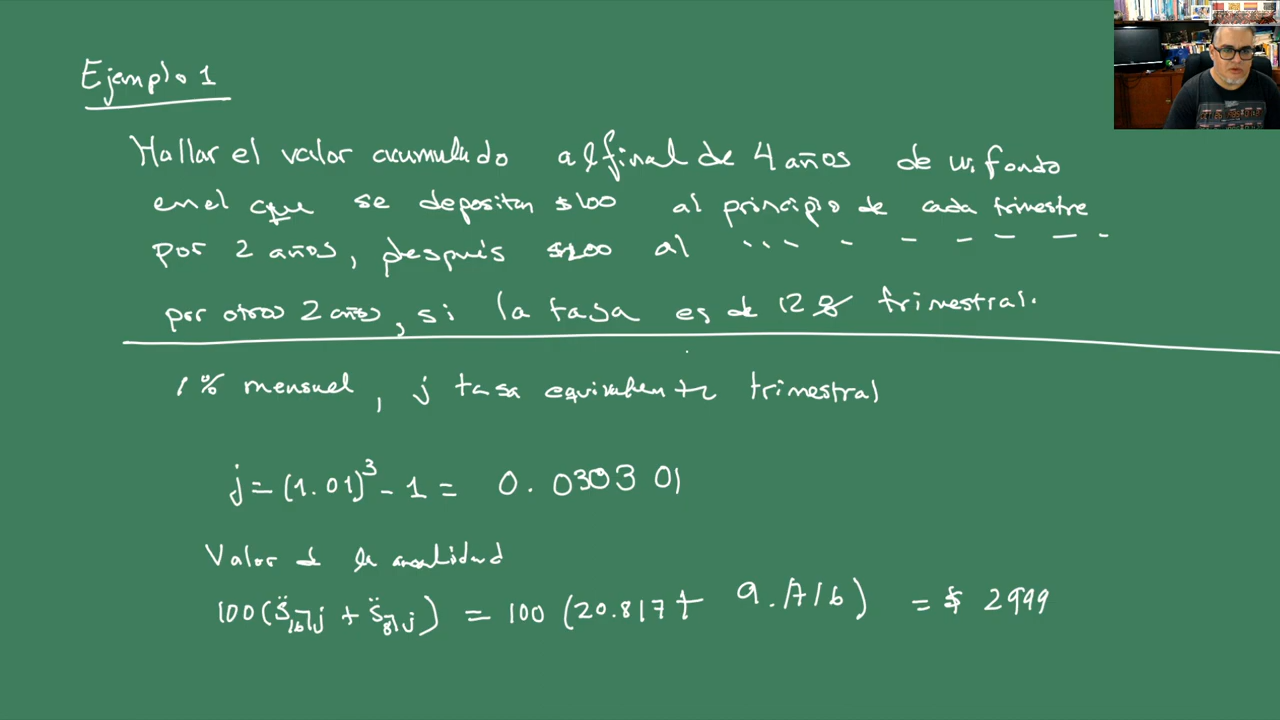 Ejemplo 1
Hallar el valor acumulado al final de 4 años de un fondo
en el que se depositan $100 al principio de cada trimestre
por 2 años, después $200 al
por otros 2 años, si la tasa es de 12% trimestral.
1% mensual, j tasa equivalente trimestral
j = (1.01)^3 - 1 = 0.030301
Valor de la anualidad
100(s̈16⌉j + s̈8⌉j) = 100(20.817 + 9.1716) = $ 2999